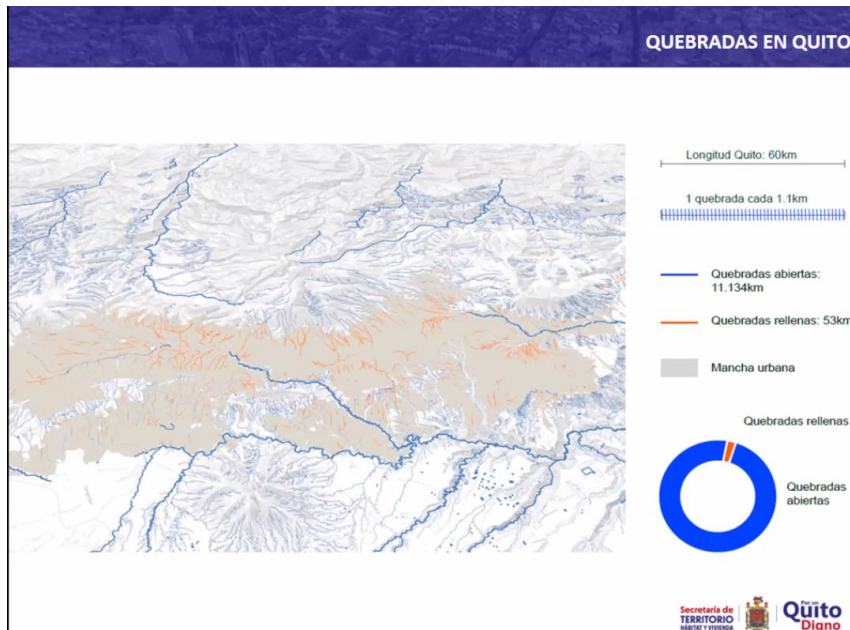 QUEBRADAS EN QUITO
Longitud Quito: 60km
1 quebrada cada 1.1km
Quebradas abiertas:
11.134km
Quebradas rellenas: 53km
Mancha urbana
Quebradas rellenas
Quebradas
abiertas
Secretaría de
TERRITORIO
HÁBITAT Y VIVIENDA
Por un
Quito
Digno